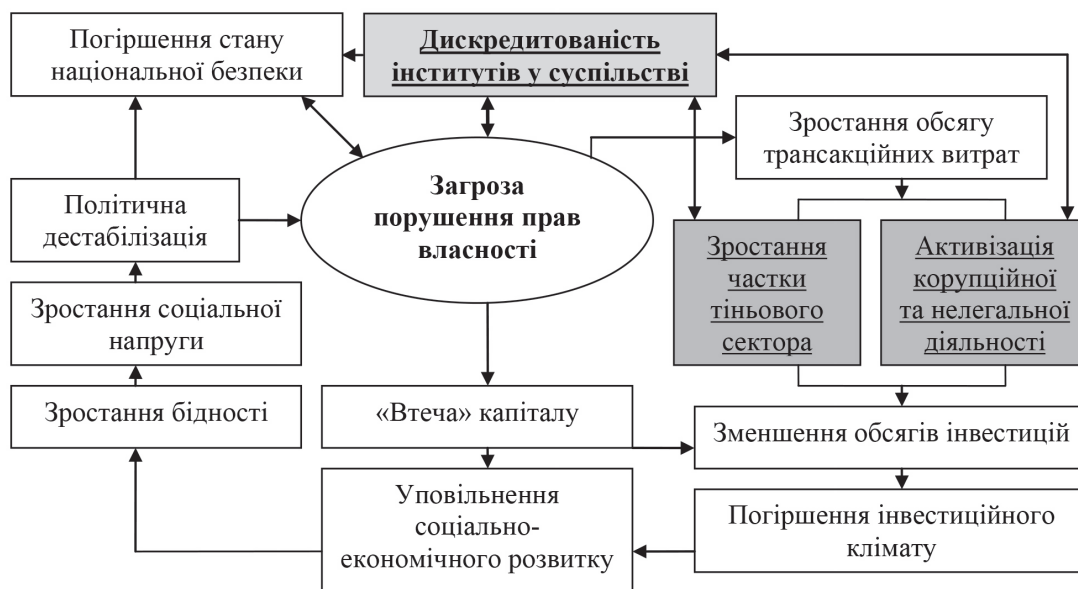 Погіршення стану
національної безпеки
Дискредитованість
інститутів у суспільстві
Зростання обсягу
трансакційних витрат
Загроза
порушення прав
власності
Політична
дестабілізація
Зростання
частки
тіньового
сектора
Активізація
корупційної
та нелегальної
діяльності
Зростання соціальної
напруги
Зростання бідності
«Втеча» капіталу
Зменшення обсягів інвестицій
Уповільнення
соціально-
економічного розвитку
Погіршення інвестиційного
клімату